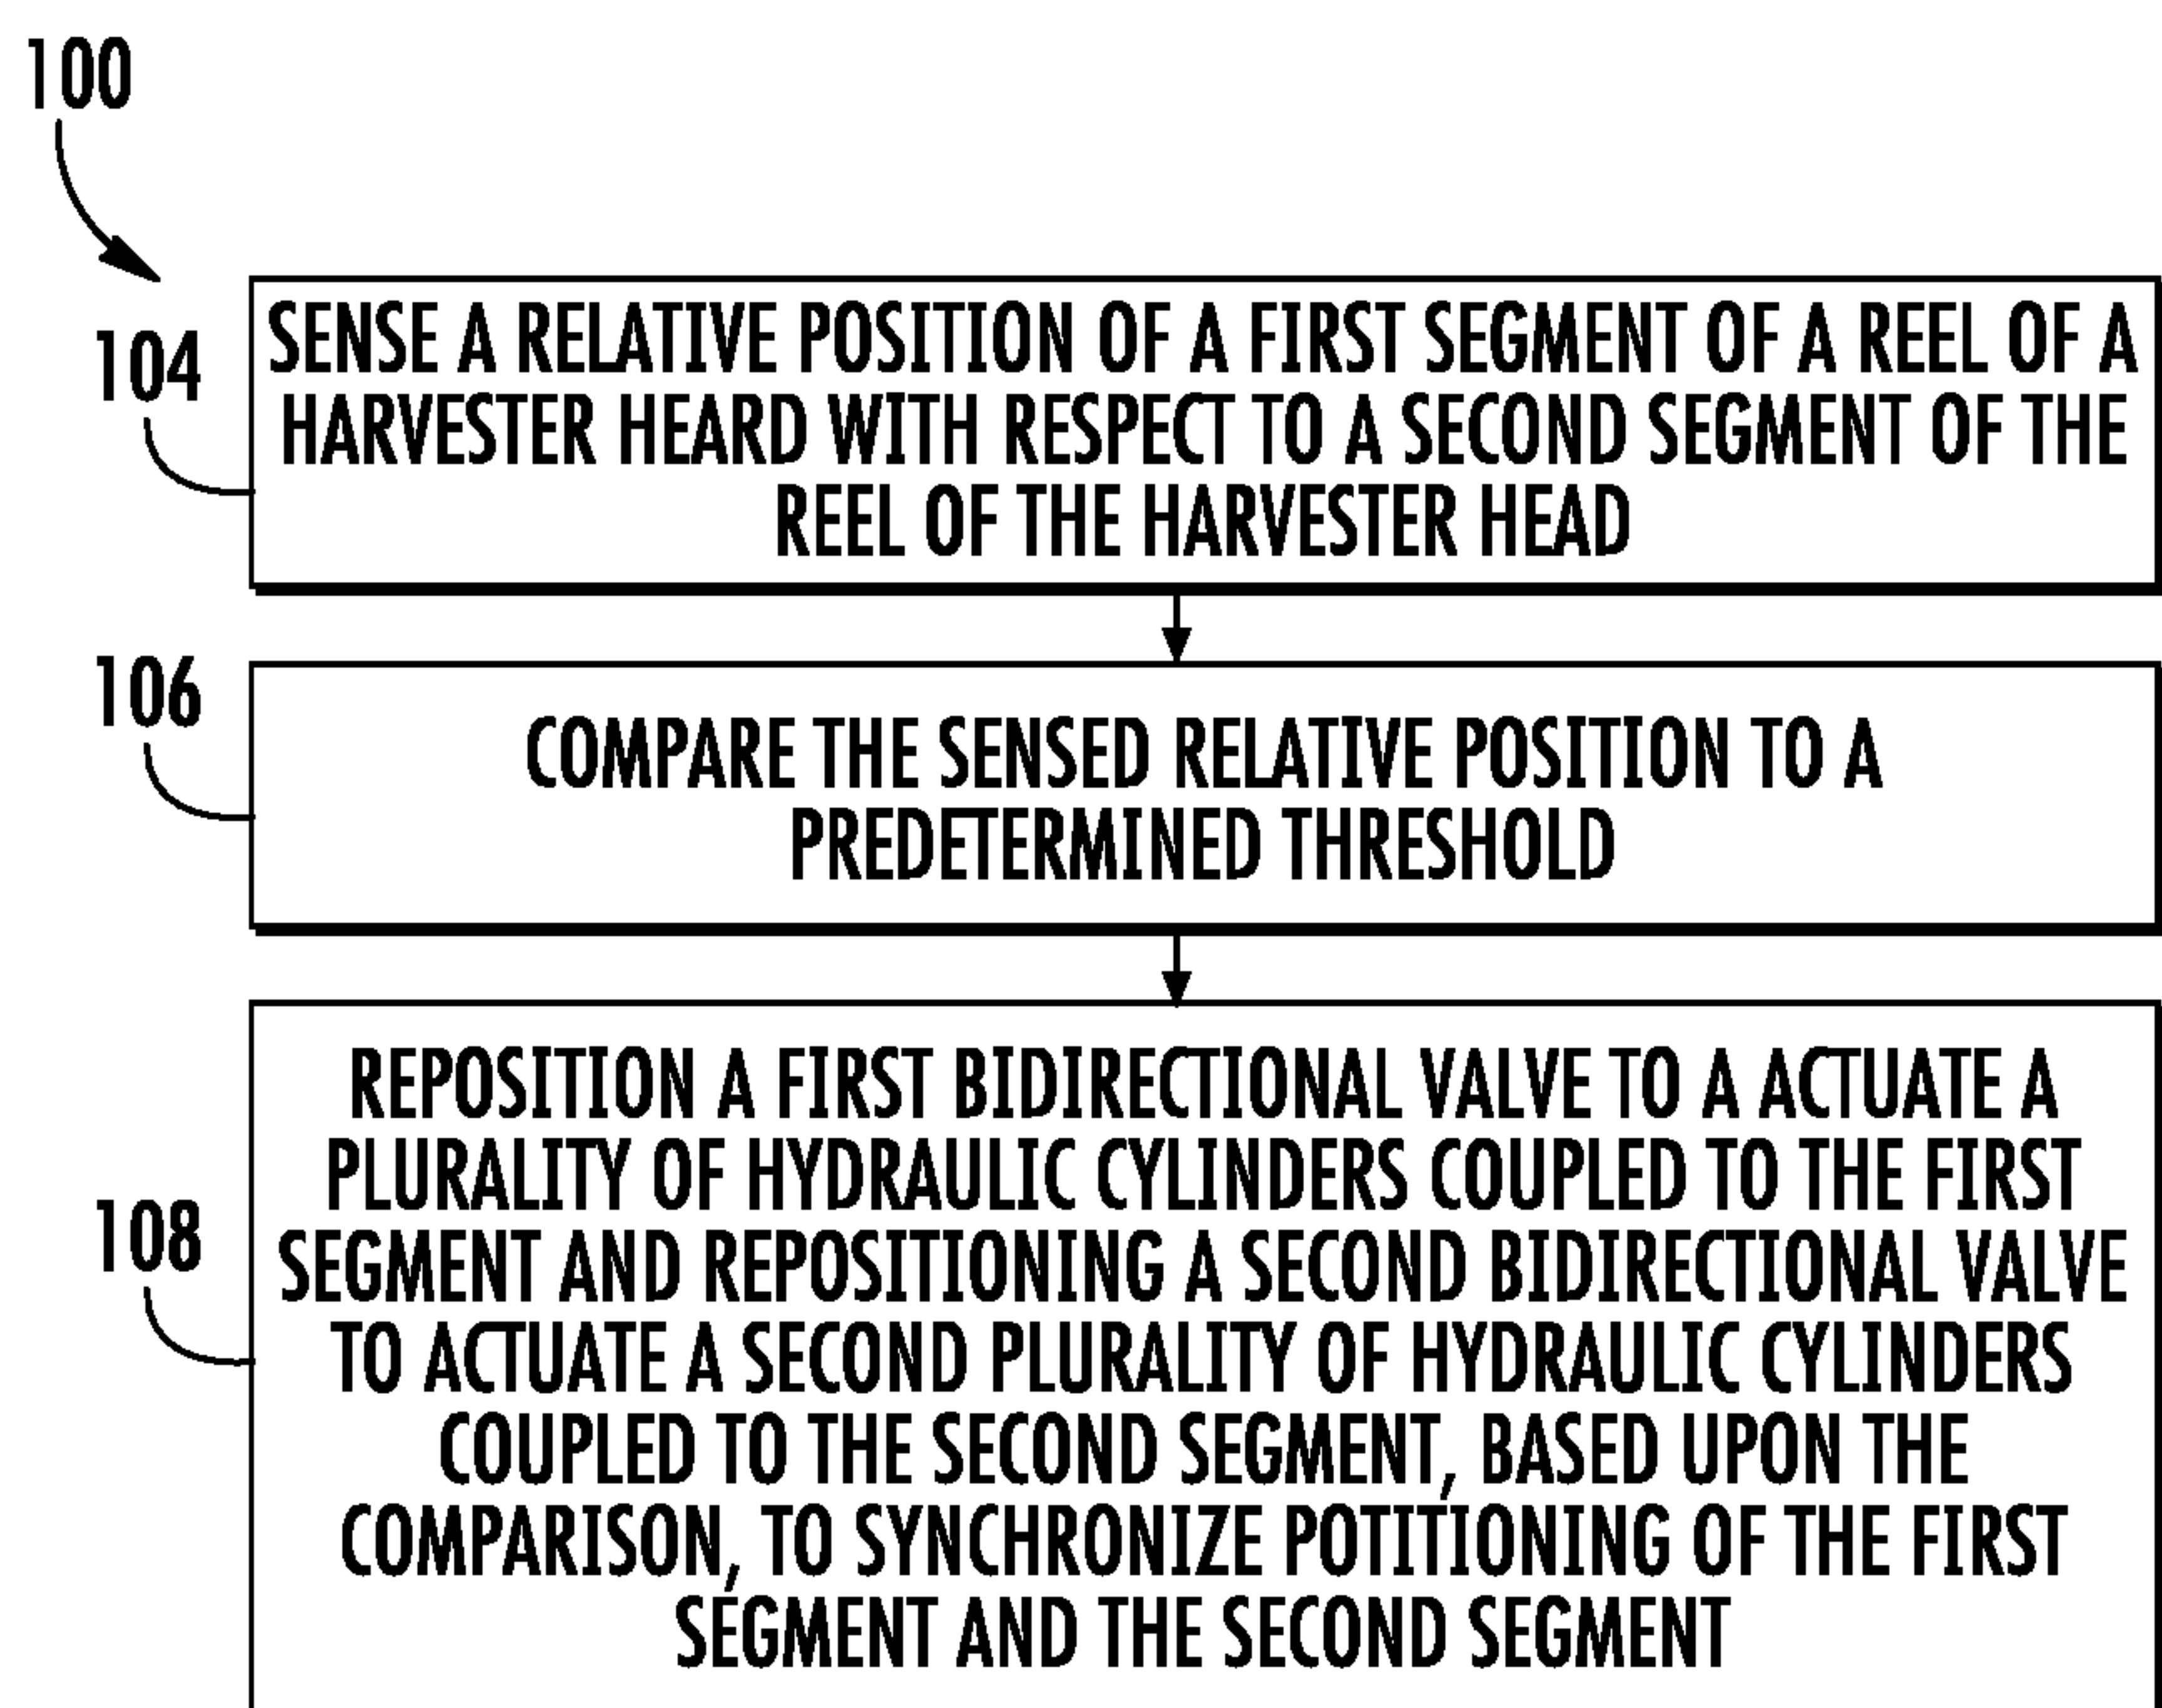 100
104
SENSE A RELATIVE POSITION OF A FIRST SEGMENT OF A REEL OF A
HARVESTER HEARD WITH RESPECT TO A SECOND SEGMENT OF THE
REEL OF THE HARVESTER HEAD
106
COMPARE THE SENSED RELATIVE POSITION TO A
PREDETERMINED THRESHOLD
108
REPOSITION A FIRST BIDIRECTIONAL VALVE TO A ACTUATE A
PLURALITY OF HYDRAULIC CYLINDERS COUPLED TO THE FIRST
SEGMENT AND REPOSITIONING A SECOND BIDIRECTIONAL VALVE
TO ACTUATE A SECOND PLURALITY OF HYDRAULIC CYLINDERS
COUPLED TO THE SECOND SEGMENT, BASED UPON THE
COMPARISON, TO SYNCHRONIZE POTITIONING OF THE FIRST
SEGMENT AND THE SECOND SEGMENT